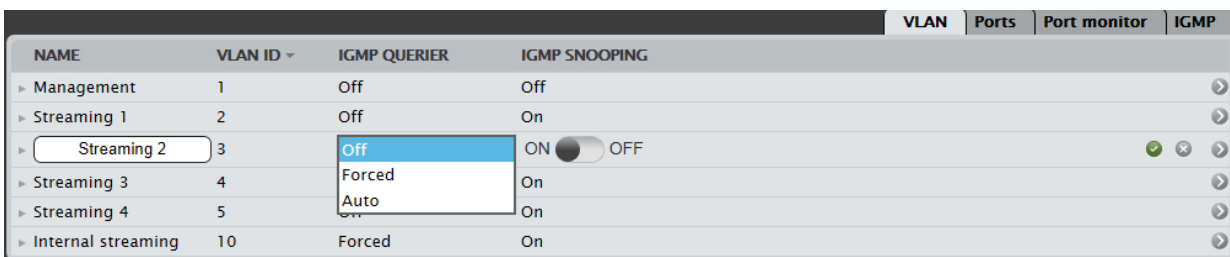 VLAN Ports Port monitor IGMP
NAME VLAN ID IGMP QUERIER IGMP SNOOPING
Management 1 Off Off
Streaming 1 2 Off On
Streaming 2 3 Off ON OFF
Streaming 3 4 Forced On
Auto
Streaming 4 5 On
Internal streaming 10 Forced On